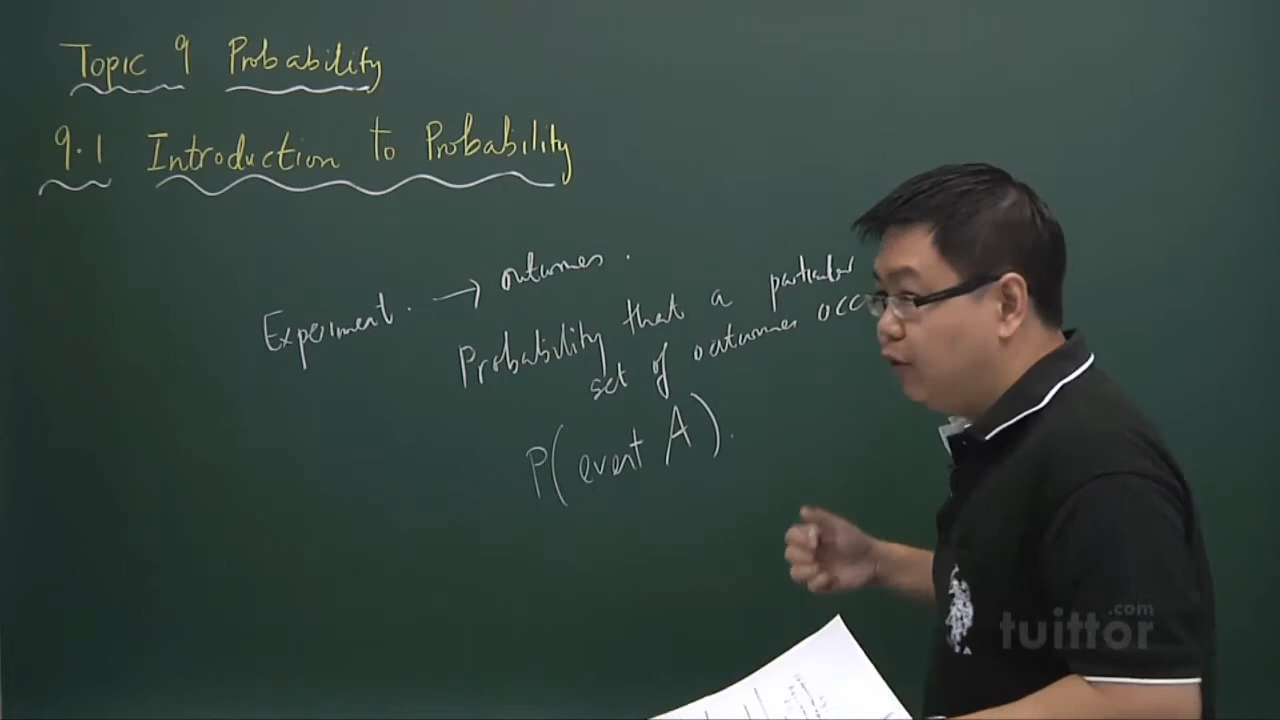 Topic 9 Probability
9.1 Introduction to Probability
Experiment. → outcomes.
Probability that a particular
set of outcomes occ
P(event A).
tuittor.com